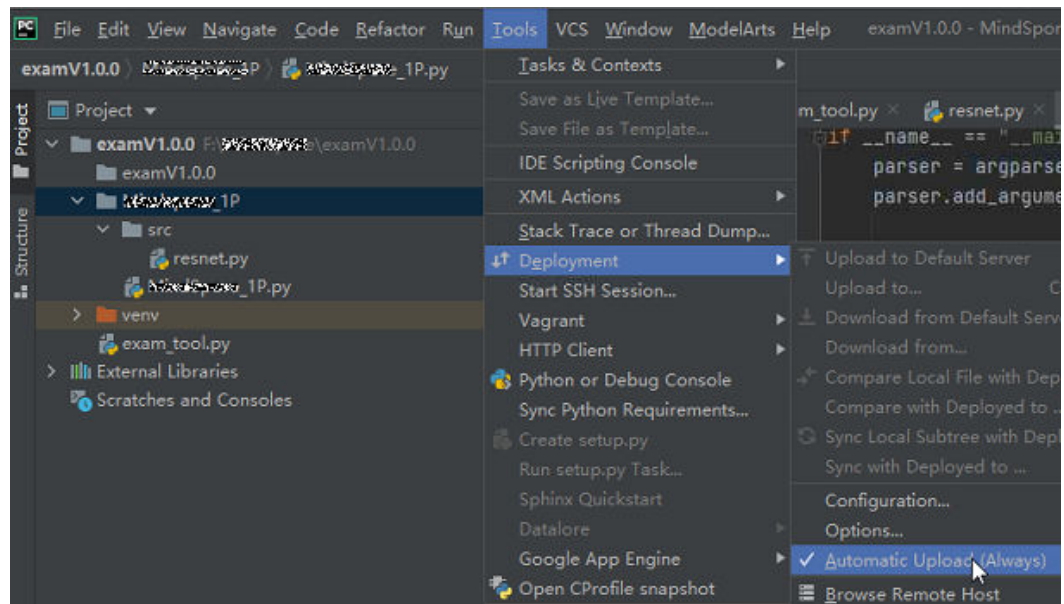 PC File Edit View Navigate Code Refactor Run Tools VCS Window ModelArts Help examV1.0.0 - MindSpor
examV1.0.0 P _1P.py
Project
Project
Structure
examV1.0.0 F:\ e\examV1.0.0
examV1.0.0
_1P
src
resnet.py
_1P.py
venv
exam_tool.py
External Libraries
Scratches and Consoles
Tasks & Contexts
Save as Live Template...
Save File as Template...
IDE Scripting Console
XML Actions
Stack Trace or Thread Dump...
Deployment
Start SSH Session...
Vagrant
HTTP Client
Python or Debug Console
Sync Python Requirements...
Create setup.py
Run setup.py Task...
Sphinx Quickstart
Datalore
Google App Engine
Open CProfile snapshot
m_tool.py resnet.py
if __name__ == "__mai
parser = argparse
parser.add_argume
Upload to Default Server
Upload to... C
Download from Default Serv
Download from...
Compare Local File with Dep
Compare with Deployed to ...
Sync Local Subtree with Depl
Sync with Deployed to ...
Configuration...
Options...
Automatic Upload (Always)
Browse Remote Host